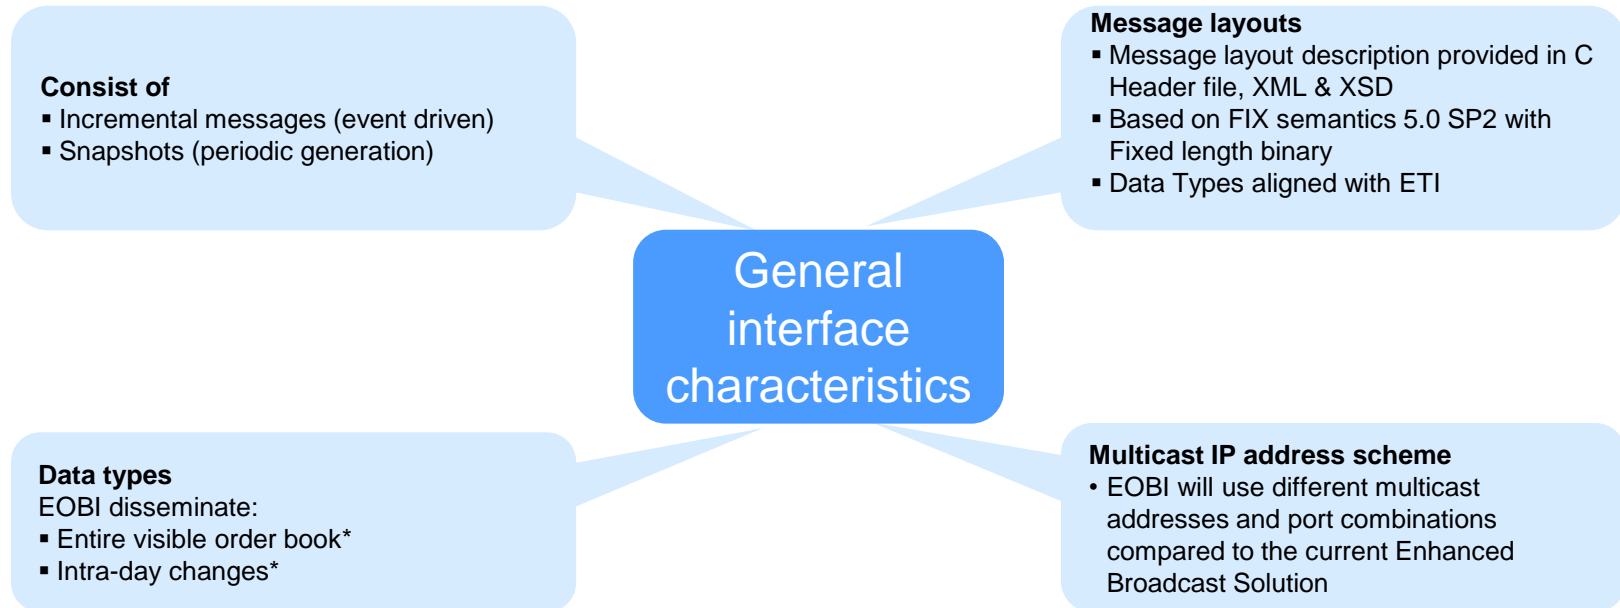 Consist of
▪ Incremental messages (event driven)
▪ Snapshots (periodic generation)
Message layouts
▪ Message layout description provided in C
Header file, XML & XSD
▪ Based on FIX semantics 5.0 SP2 with
Fixed length binary
▪ Data Types aligned with ETI
General
interface
characteristics
Data types
EOBI disseminate:
▪ Entire visible order book*
▪ Intra-day changes*
Multicast IP address scheme
• EOBI will use different multicast
addresses and port combinations
compared to the current Enhanced
Broadcast Solution